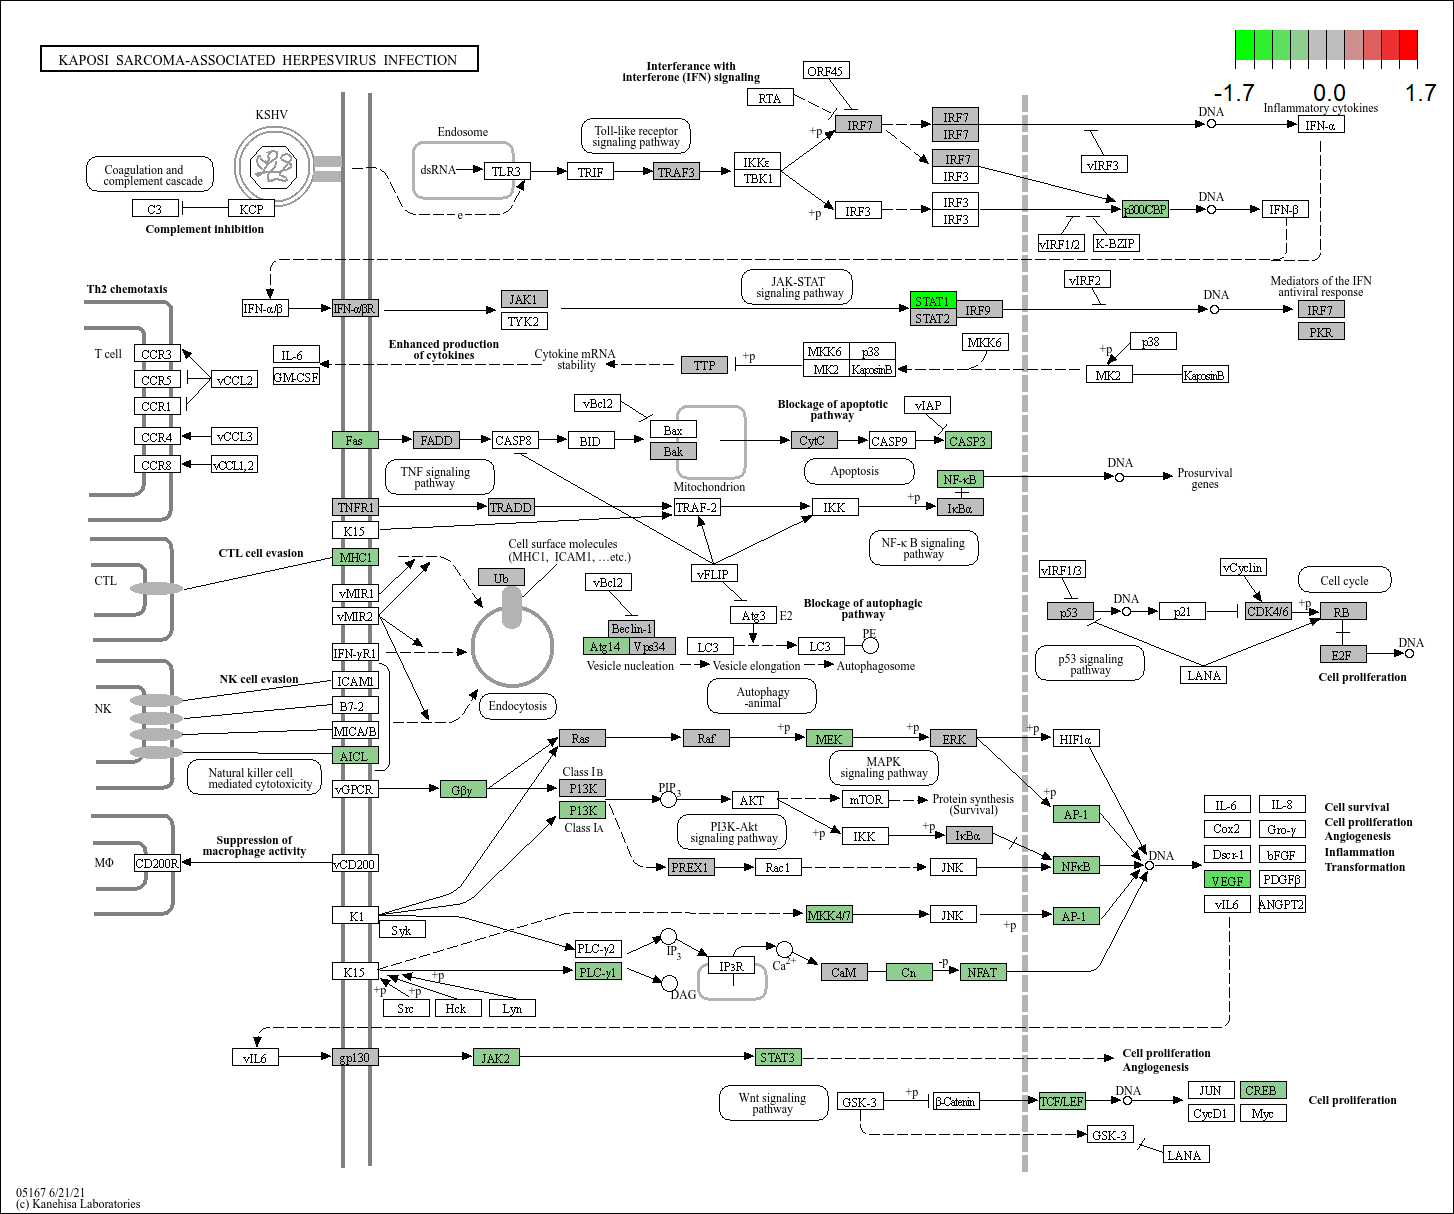 KAPOSI SARCOMA-ASSOCIATED HERPESVIRUS INFECTION
-1.7 0.0 1.7
Interferance with
interferone (IFN) signaling
ORF45
RTA
KSHV
Coagulation and
complement cascade
C3
KCP
Complement inhibition
Endosome
dsRNA
TLR3
e
Toll-like receptor
signaling pathway
TRIF
TRAF3
IKKε
TBK1
+p
IRF7
+p
IRF3
IRF7
IRF7
IRF7
IRF3
IRF3
IRF3
vIRF3
DNA
Inflammatory cytokines
IFN-α
p300/CBP
DNA
IFN-β
vIRF1/2
K-BZIP
Th2 chemotaxis
T cell
CCR3
CCR5
CCR1
CCR4
CCR8
vCCL2
vCCL3
vCCL1,2
IFN-α/β
IFN-α/βR
JAK1
TYK2
JAK-STAT
signaling pathway
STAT1
STAT2
IRF9
vIRF2
DNA
Mediators of the IFN
antiviral response
IRF7
PKR
IL-6
GM-CSF
Enhanced production
of cytokines
Cytokine mRNA
stability
TTP
+p
MKK6
p38
MK2
KaposinB
MKK6
+p
p38
MK2
KaposinB
vBcl2
Blockage of apoptotic
pathway
vIAP
Fas
FADD
CASP8
BID
Bax
Bak
CytC
CASP9
CASP3
TNF signaling
pathway
Mitochondrion
Apoptosis
NF-κB
DNA
Prosurvival
genes
TNFR1
TRADD
TRAF-2
IKK
+p
IκBα
K15
NF-κ B signaling
pathway
CTL cell evasion
CTL
MHC1
vMIR1
vMIR2
IFN-γR1
Cell surface molecules
(MHC1, ICAM1, ...etc.)
Ub
vBcl2
vFLIP
Atg3
E2
Blockage of autophagic
pathway
Beclin-1
Atg14
Vps34
LC3
LC3
PE
Vesicle nucleation
Vesicle elongation
Autophagosome
Autophagy
-animal
Endocytosis
vIRF1/3
vCyclin
Cell cycle
p53
DNA
p21
CDK4/6
+p
RB
p53 signaling
pathway
LANA
E2F
DNA
Cell proliferation
NK cell evasion
NK
ICAM1
B7-2
MICA/B
AICL
Natural killer cell
mediated cytotoxicity
vGPCR
Gβγ
Ras
Raf
+p
MEK
+p
ERK
+p
HIF1α
MAPK
signaling pathway
Class IB
P13K
P13K
Class IA
PIP3
AKT
mTOR
Protein synthesis
(Survival)
+p
IKK
+p
IκBα
+p
AP-1
PI3K-Akt
signaling pathway
PREX1
Rac1
JNK
NFκB
DNA
IL-6
IL-8
Cox2
Gro-γ
Dscr-1
bFGF
VEGF
PDGFβ
vIL6
ANGPT2
Cell survival
Cell proliferation
Angiogenesis
Inflammation
Transformation
Suppression of
macrophage activity
MΦ
CD200R
vCD200
K1
Syk
MKK4/7
JNK
+p
AP-1
K15
PLC-γ2
PLC-γ1
IP3
DAG
IP3R
Ca2+
CaM
Cn
-p
NFAT
+p
+p
+p
Src
Hck
Lyn
vIL6
gp130
JAK2
STAT3
Cell proliferation
Angiogenesis
Wnt signaling
pathway
GSK-3
+p
β-Catenin
TCF/LEF
DNA
JUN
CREB
CycD1
Myc
Cell proliferation
GSK-3
LANA
05167 6/21/21
(c) Kanehisa Laboratories